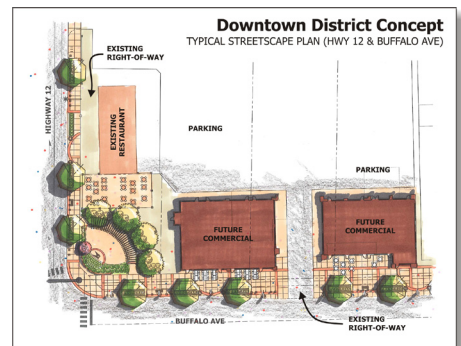 Downtown District Concept
TYPICAL STREETSCAPE PLAN (HWY 12 & BUFFALO AVE)
EXISTING
RIGHT-OF-WAY
HIGHWAY 12
EXISTING
RESTAURANT
PARKING
PARKING
FUTURE
COMMERCIAL
FUTURE
COMMERCIAL
BUFFALO AVE
EXISTING
RIGHT-OF-WAY